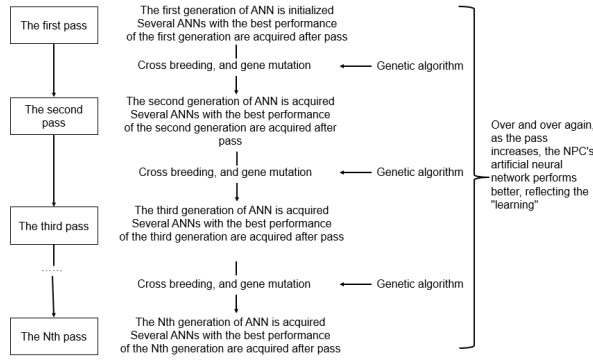 The first pass
The first generation of ANN is initialized
Several ANNs with the best performance
of the first generation are acquired after pass
Cross breeding, and gene mutation
Genetic algorithm
The second
pass
The second generation of ANN is acquired
Several ANNs with the best performance
of the second generation are acquired after
pass
Cross breeding, and gene mutation
Genetic algorithm
The third pass
The third generation of ANN is acquired
Several ANNs with the best performance
of the third generation are acquired after pass
......
Cross breeding, and gene mutation
Genetic algorithm
The Nth pass
The Nth generation of ANN is acquired
Several ANNs with the best performance
of the Nth generation are acquired after pass
Over and over again,
as the pass
increases, the NPC's
artificial neural
network performs
better, reflecting the
"learning"